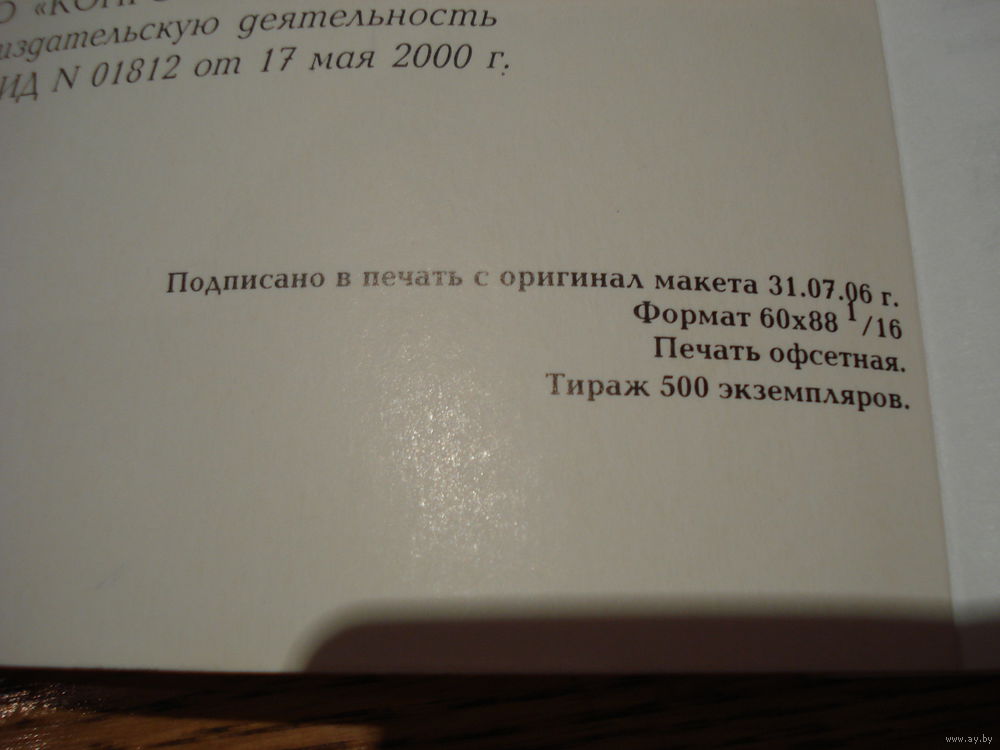 издательскую деятельность
ИД N 01812 от 17 мая 2000 г.
Подписано в печать с оригинал макета 31.07.06 г.
Формат 60x88 1/16
Печать офсетная.
Тираж 500 экземпляров.
www.ay.by